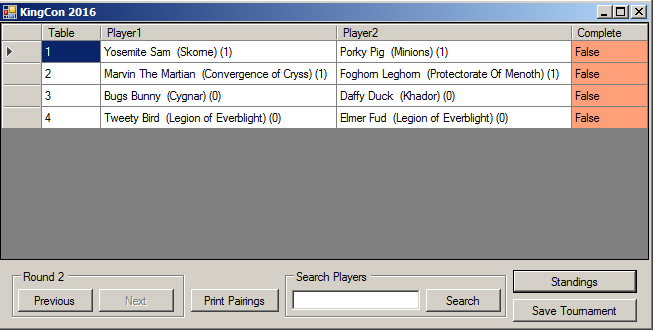 KingCon 2016
Table Player1 Player2 Complete
1 Yosemite Sam (Skorne) (1) Porky Pig (Minions) (1) False
2 Marvin The Martian (Convergence of Cryss) (1) Foghorn Leghorn (Protectorate Of Menoth) (1) False
3 Bugs Bunny (Cygnar) (0) Daffy Duck (Khador) (0) False
4 Tweety Bird (Legion of Everblight) (0) Elmer Fud (Legion of Everblight) (0) False
Round 2 Search Players
Previous Next Print Pairings Search Standings
Save Tournament